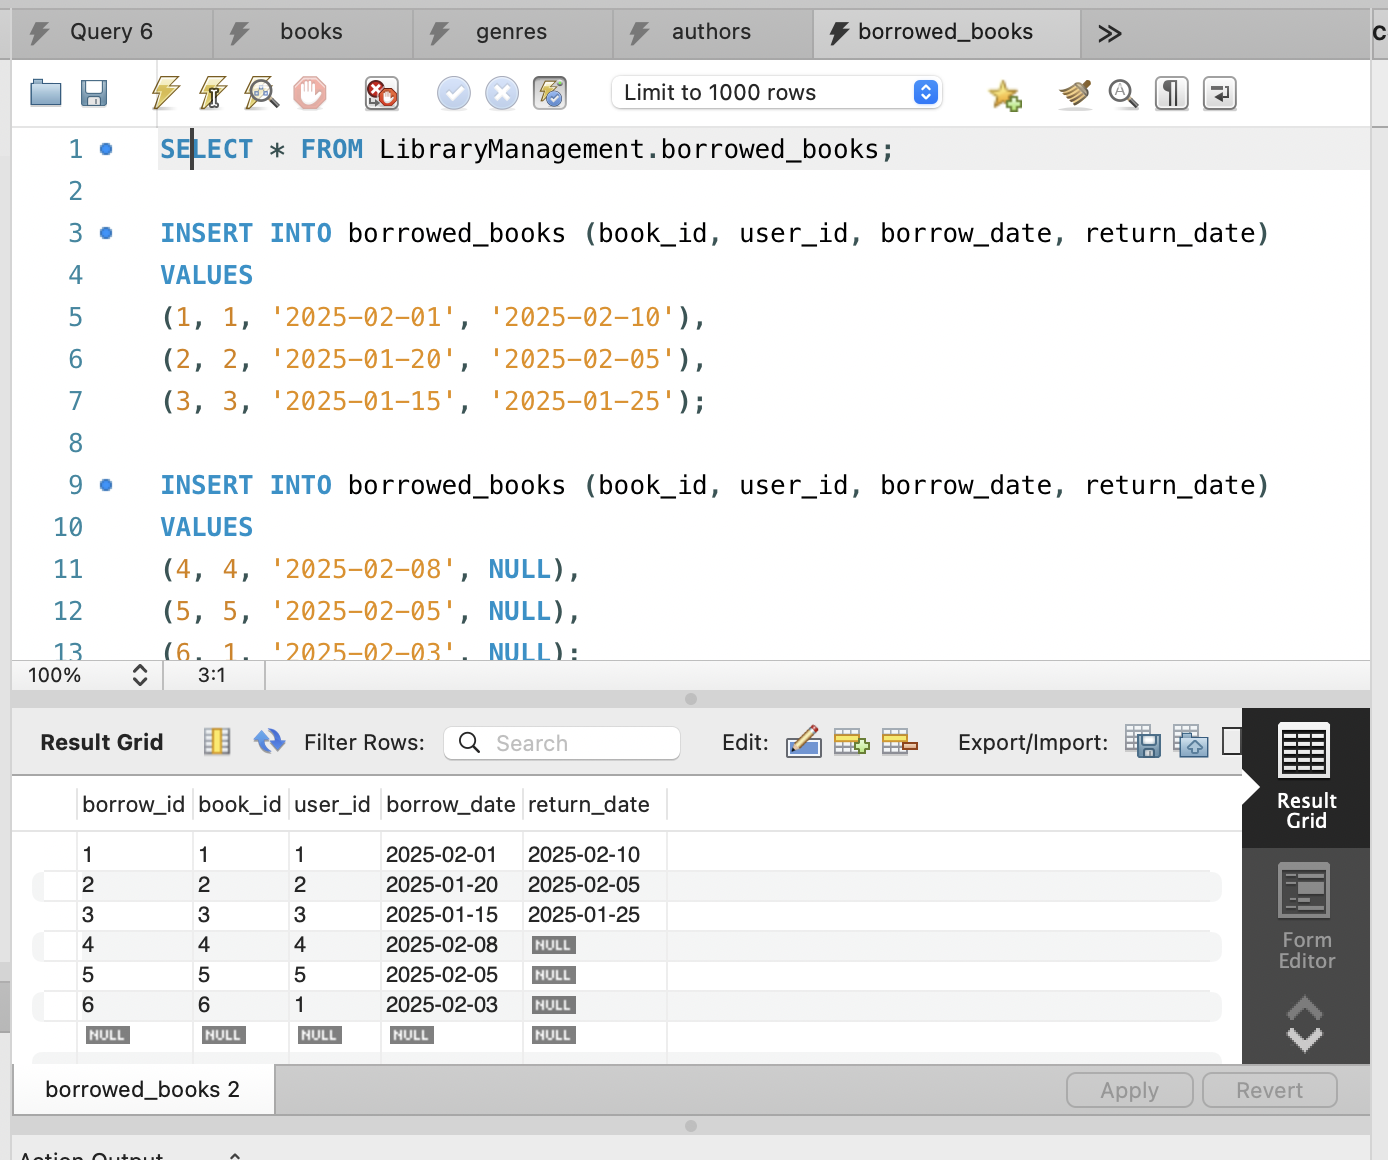 Query 6 books genres authors borrowed_books
Limit to 1000 rows
1 SELECT * FROM LibraryManagement.borrowed_books;
2
3 INSERT INTO borrowed_books (book_id, user_id, borrow_date, return_date)
4 VALUES
5 (1, 1, '2025-02-01', '2025-02-10'),
6 (2, 2, '2025-01-20', '2025-02-05'),
7 (3, 3, '2025-01-15', '2025-01-25');
8
9 INSERT INTO borrowed_books (book_id, user_id, borrow_date, return_date)
10 VALUES
11 (4, 4, '2025-02-08', NULL),
12 (5, 5, '2025-02-05', NULL),
13 (6, 1, '2025-02-03', NULL);
100% 3:1
Result Grid Filter Rows: Search Edit: Export/Import:
borrow_id book_id user_id borrow_date return_date
1 1 1 2025-02-01 2025-02-10
2 2 2 2025-01-20 2025-02-05
3 3 3 2025-01-15 2025-01-25
4 4 4 2025-02-08 NULL
5 5 5 2025-02-05 NULL
6 6 1 2025-02-03 NULL
NULL NULL NULL NULL NULL
Result
Grid
Form
Editor
borrowed_books 2 Apply Revert
Action Output